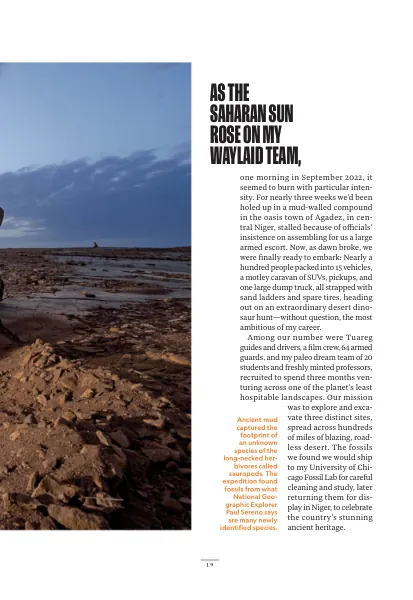 AS THE
SAHARAN SUN
ROSE ON MY
WAYLAID TEAM,
one morning in September 2022, it
seemed to burn with particular inten-
sity. For nearly three weeks we’d been
holed up in a mud-walled compound
in the oasis town of Agadez, in cen-
tral Niger, stalled because of officials’
insistence on assembling for us a large
armed escort. Now, as dawn broke, we
were finally ready to embark: Nearly a
hundred people packed into 15 vehicles,
a motley caravan of SUVs, pickups, and
one large dump truck, all strapped with
sand ladders and spare tires, heading
out on an extraordinary desert dino-
saur hunt—without question, the most
ambitious of my career.
Among our number were Tuareg
guides and drivers, a film crew, 64 armed
guards, and my paleo dream team of 20
students and freshly minted professors,
recruited to spend three months ven-
turing across one of the planet’s least
hospitable landscapes. Our mission
was to explore and exca-
vate three distinct sites,
spread across hundreds
of miles of blazing, road-
less desert. The fossils
we found we would ship
to my University of Chi-
cago Fossil Lab for careful
cleaning and study, later
returning them for dis-
play in Niger, to celebrate
the country’s stunning
ancient heritage.
Ancient mud
captured the
footprint of
an unknown
species of the
long-necked her-
bivores called
sauropods. The
expedition found
fossils from what
National Geo-
graphic Explorer
Paul Sereno says
are many newly
identified species.
19